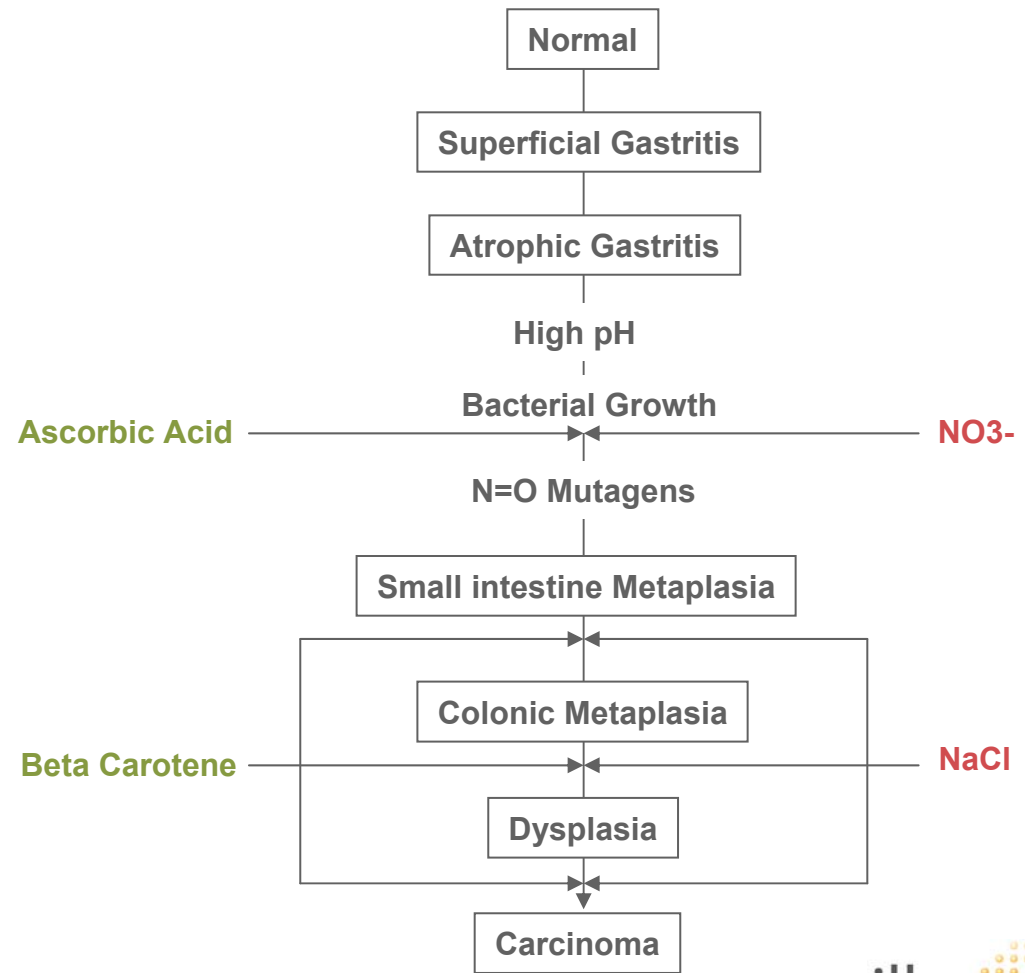 Normal
Superficial Gastritis
Atrophic Gastritis
High pH
Bacterial Growth
Ascorbic Acid
NO3-
N=O Mutagens
Small intestine Metaplasia
Colonic Metaplasia
Beta Carotene
NaCl
Dysplasia
Carcinoma